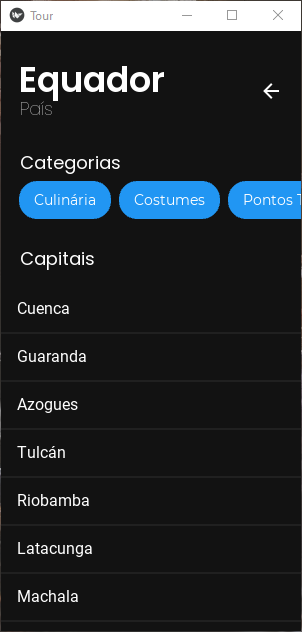 Tour
Equador
País
Categorias
Culinária Costumes Pontos
Capitais
Cuenca
Guaranda
Azogues
Tulcán
Riobamba
Latacunga
Machala